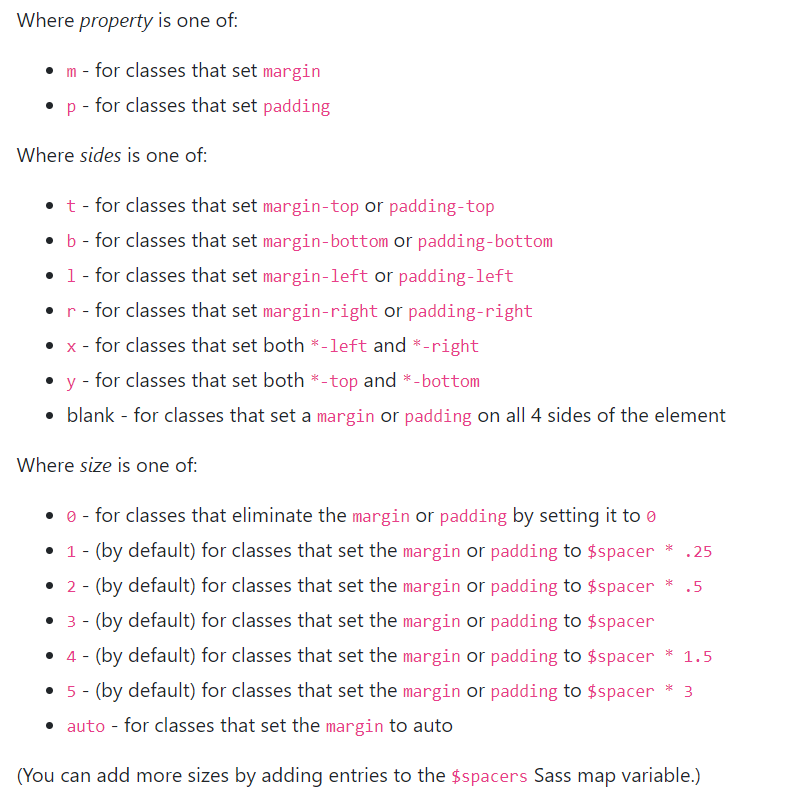 Where property is one of:
m - for classes that set margin
p - for classes that set padding
Where sides is one of:
t - for classes that set margin-top or padding-top
b - for classes that set margin-bottom or padding-bottom
l - for classes that set margin-left or padding-left
r - for classes that set margin-right or padding-right
x - for classes that set both *-left and *-right
y - for classes that set both *-top and *-bottom
blank - for classes that set a margin or padding on all 4 sides of the element
Where size is one of:
0 - for classes that eliminate the margin or padding by setting it to 0
1 - (by default) for classes that set the margin or padding to $spacer * .25
2 - (by default) for classes that set the margin or padding to $spacer * .5
3 - (by default) for classes that set the margin or padding to $spacer
4 - (by default) for classes that set the margin or padding to $spacer * 1.5
5 - (by default) for classes that set the margin or padding to $spacer * 3
auto - for classes that set the margin to auto
(You can add more sizes by adding entries to the $spacers Sass map variable.)